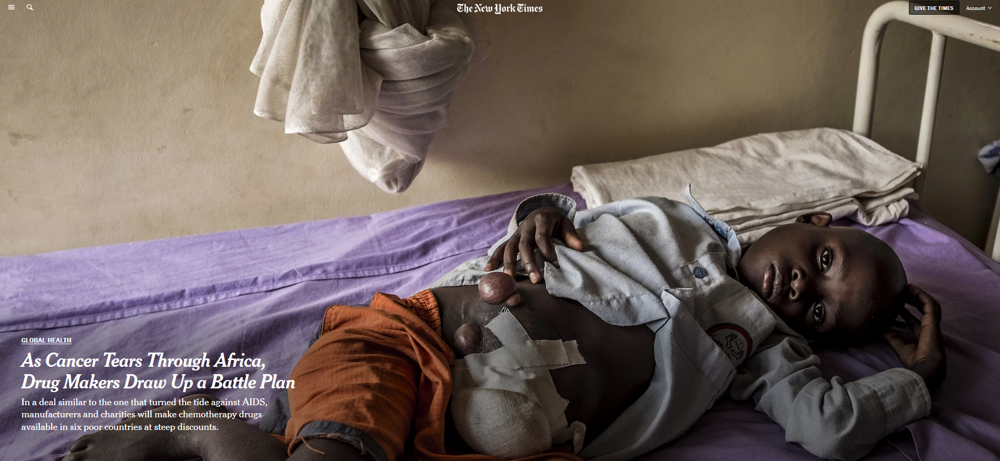 The New York Times
GIVE THE TIMES
Account
GLOBAL HEALTH
As Cancer Tears Through Africa,
Drug Makers Draw Up a Battle Plan
In a deal similar to the one that turned the tide against AIDS,
manufacturers and charities will make chemotherapy drugs
available in six poor countries at steep discounts.